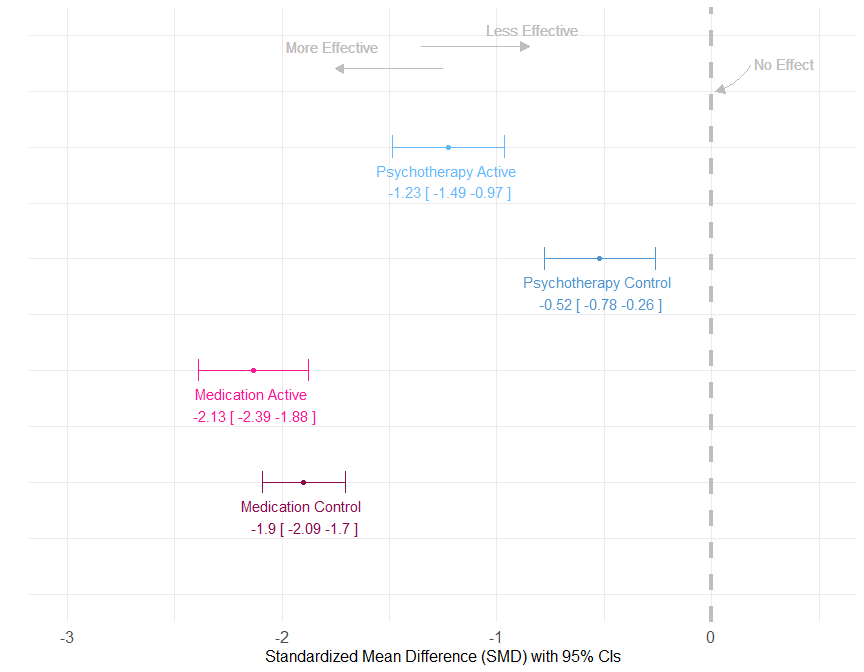 Less Effective
More Effective
No Effect
Psychotherapy Active
-1.23 [ -1.49 -0.97 ]
Psychotherapy Control
-0.52 [ -0.78 -0.26 ]
Medication Active
-2.13 [ -2.39 -1.88 ]
Medication Control
-1.9 [ -2.09 -1.7 ]
-3 -2 -1 0
Standardized Mean Difference (SMD) with 95% CIs